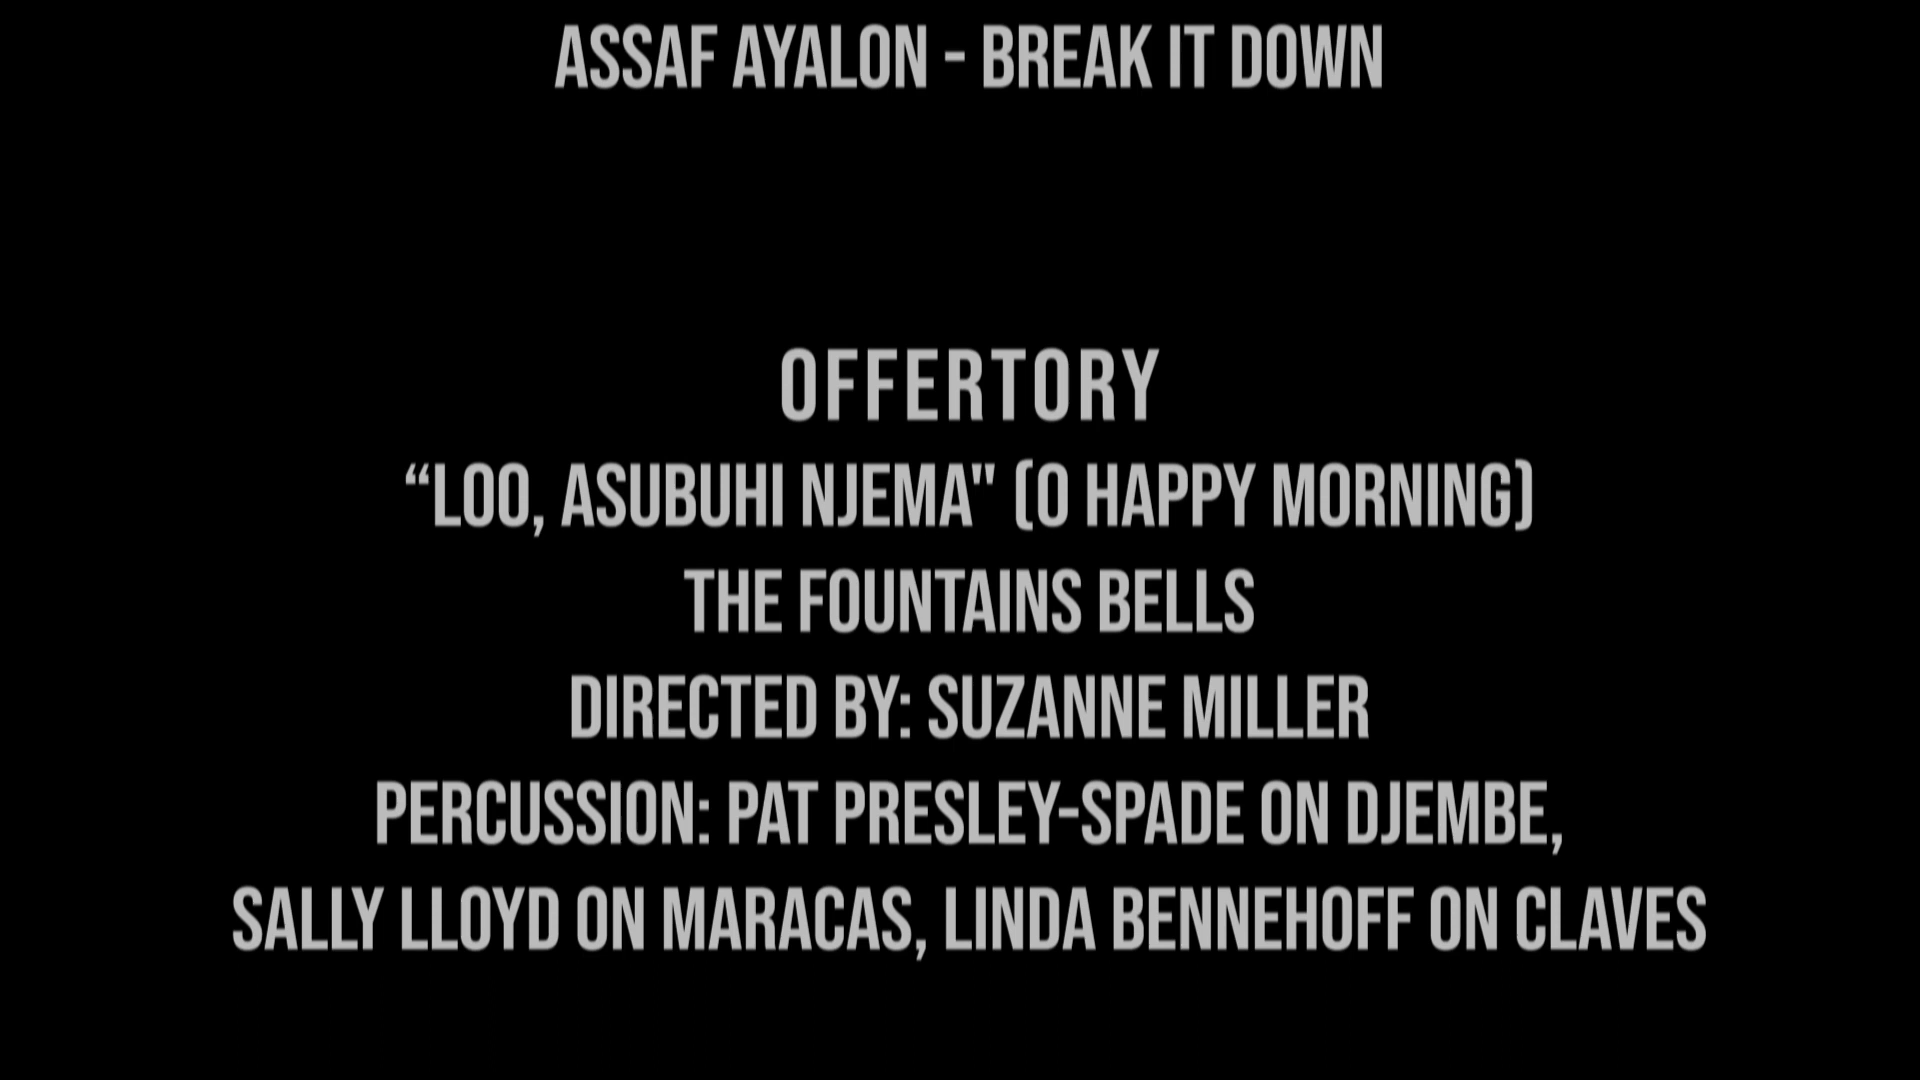 ASSAF AYALON - BREAK IT DOWN
OFFERTORY
“LOO, ASUBUHI NJEMA" (O HAPPY MORNING)
THE FOUNTAINS BELLS
DIRECTED BY: SUZANNE MILLER
PERCUSSION: PAT PRESLEY-SPADE ON DJEMBE,
SALLY LLOYD ON MARACAS, LINDA BENNEHOFF ON CLAVES